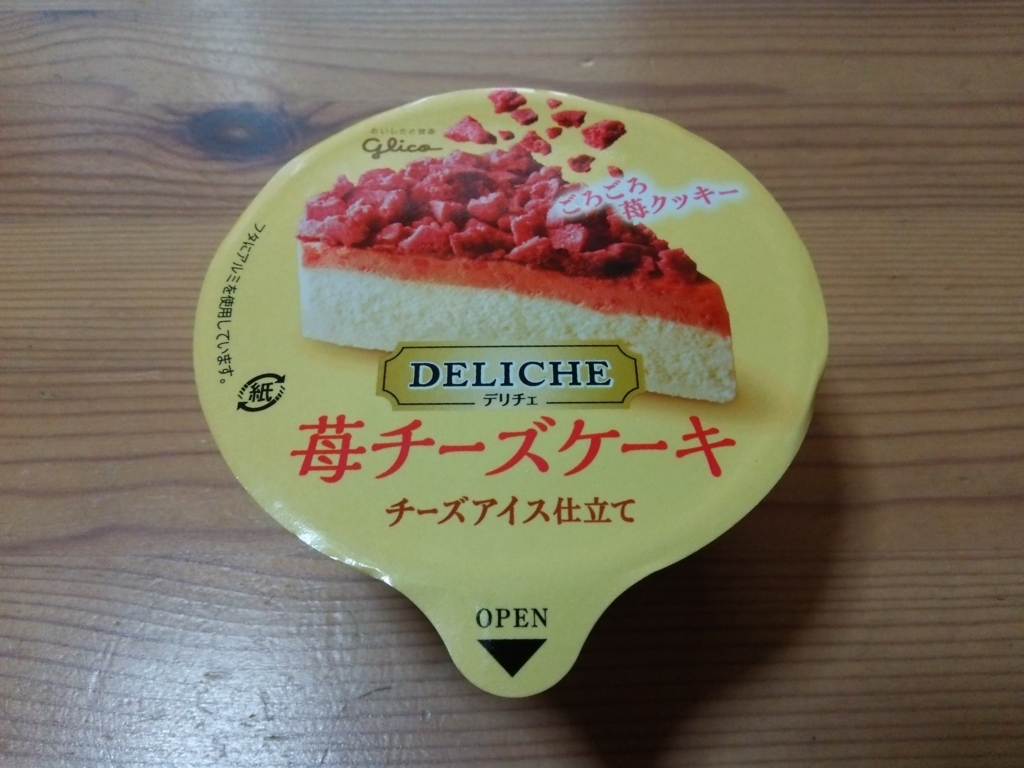 おいしさと健康
Glico
ごろごろ
苺クッキー
フタにアルミを使用しています。
紙
DELICHE
デリチェ
苺チーズケーキ
チーズアイス仕立て
OPEN